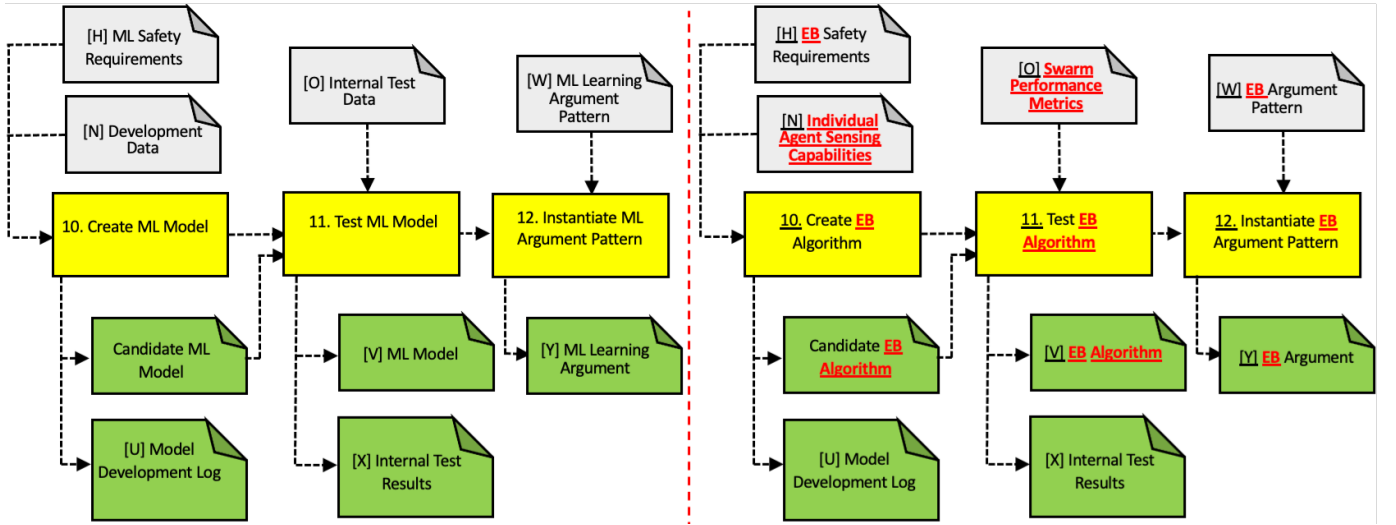 [H] ML Safety
Requirements
[N] Development
Data
[O] Internal Test
Data
[W] ML Learning
Argument
Pattern
10. Create ML Model
11. Test ML Model
12. Instantiate ML
Argument Pattern
Candidate ML
Model
[V] ML Model
[Y] ML Learning
Argument
[U] Model
Development Log
[X] Internal Test
Results
[H] EB Safety
Requirements
[N] Individual
Agent Sensing
Capabilities
[O] Swarm
Performance
Metrics
[W] EB Argument
Pattern
10. Create EB
Algorithm
11. Test EB
Algorithm
12. Instantiate EB
Argument Pattern
Candidate EB
Algorithm
[V] EB Algorithm
[Y] EB Argument
[U] Model
Development Log
[X] Internal Test
Results